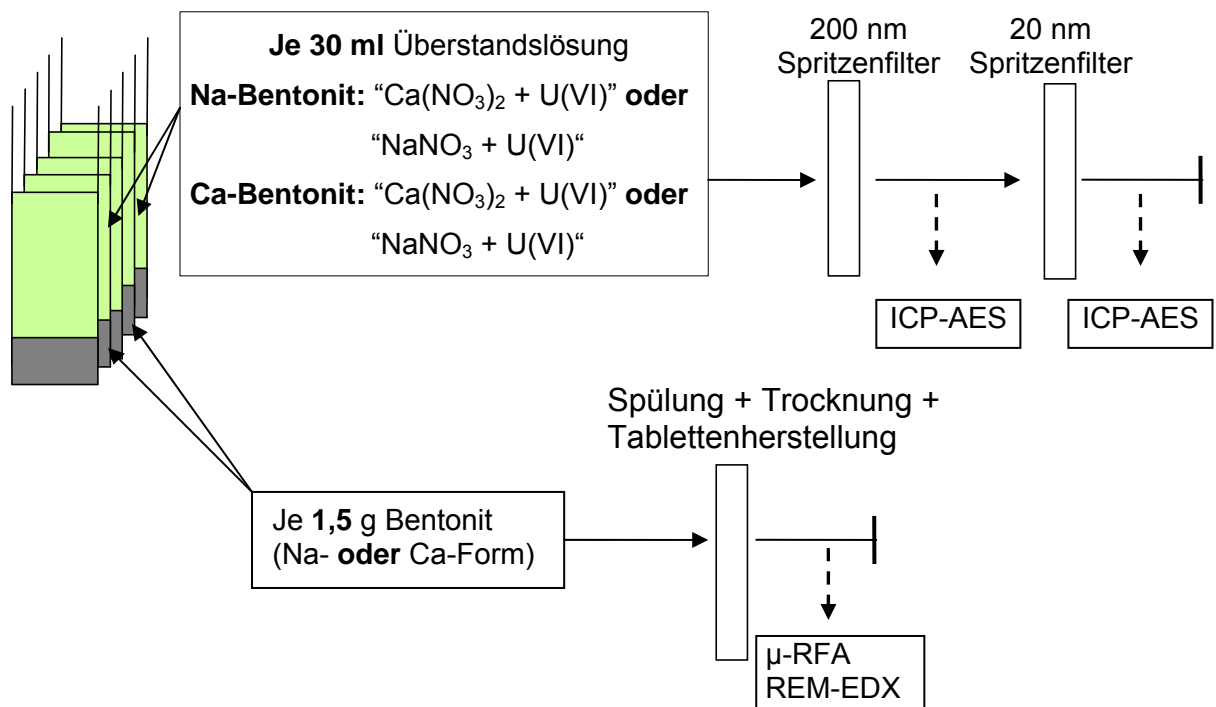 Je 30 ml Überstandslösung
Na-Bentonit: “Ca(NO₃)₂ + U(VI)” oder
“NaNO₃ + U(VI)“
Ca-Bentonit: “Ca(NO₃)₂ + U(VI)” oder
“NaNO₃ + U(VI)“
200 nm
Spritzenfilter
20 nm
Spritzenfilter
ICP-AES
ICP-AES
Spülung + Trocknung +
Tablettenherstellung
Je 1,5 g Bentonit
(Na- oder Ca-Form)
µ-RFA
REM-EDX